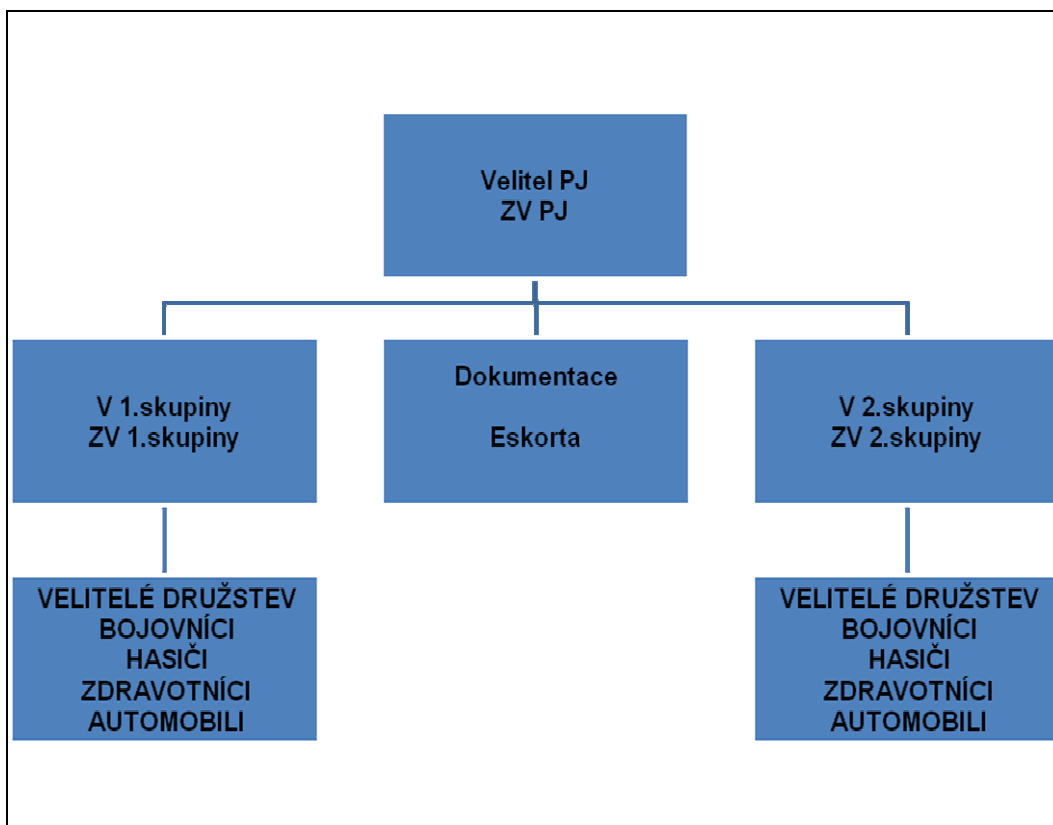 Velitel PJ
ZV PJ
V 1.skupiny
ZV 1.skupiny
Dokumentace
Eskorta
V 2.skupiny
ZV 2.skupiny
VELITELÉ DRUŽSTEV
BOJOVNÍCI
HASIČI
ZDRAVOTNÍCI
AUTOMOBILI
VELITELÉ DRUŽSTEV
BOJOVNÍCI
HASIČI
ZDRAVOTNÍCI
AUTOMOBILI